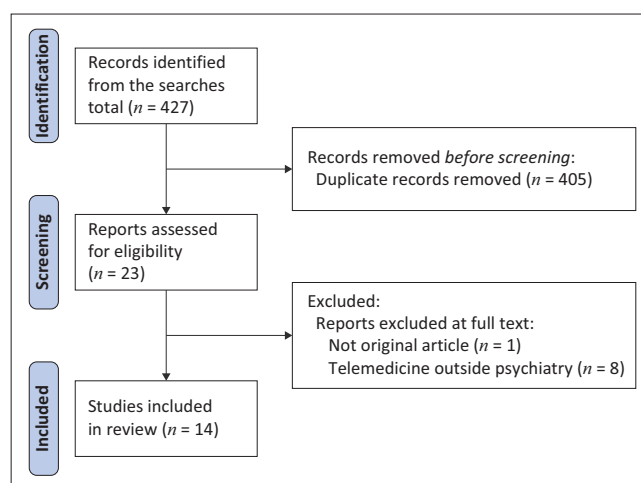 Identification
Records identified
from the searches
total (n = 427)
Records removed before screening:
Duplicate records removed (n = 405)
Screening
Reports assessed
for eligibility
(n = 23)
Excluded:
Reports excluded at full text:
Not original article (n = 1)
Telemedicine outside psychiatry (n = 8)
Included
Studies included
in review (n = 14)